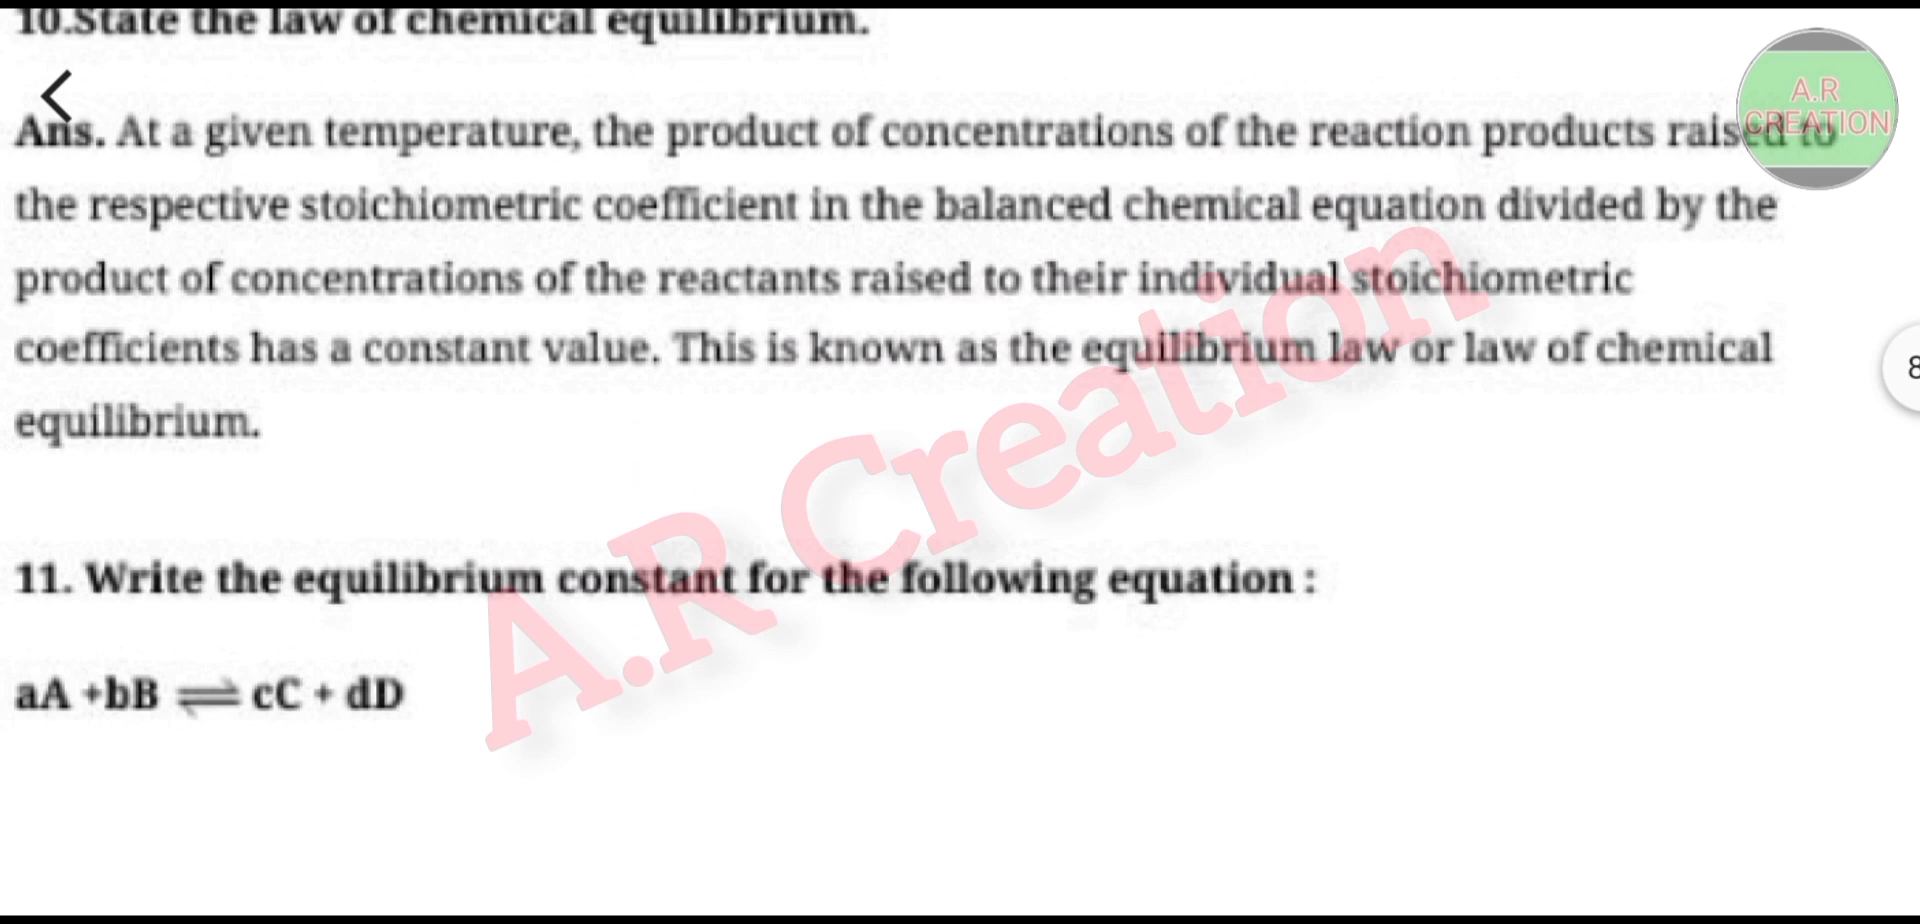 10.State the law of chemical equilibrium.
A.R
CREATION
Ans. At a given temperature, the product of concentrations of the reaction products raised to
the respective stoichiometric coefficient in the balanced chemical equation divided by the
product of concentrations of the reactants raised to their individual stoichiometric
coefficients has a constant value. This is known as the equilibrium law or law of chemical
8
equilibrium.
A.R Creation
11. Write the equilibrium constant for the following equation :
aA +bB ⇌ cC + dD